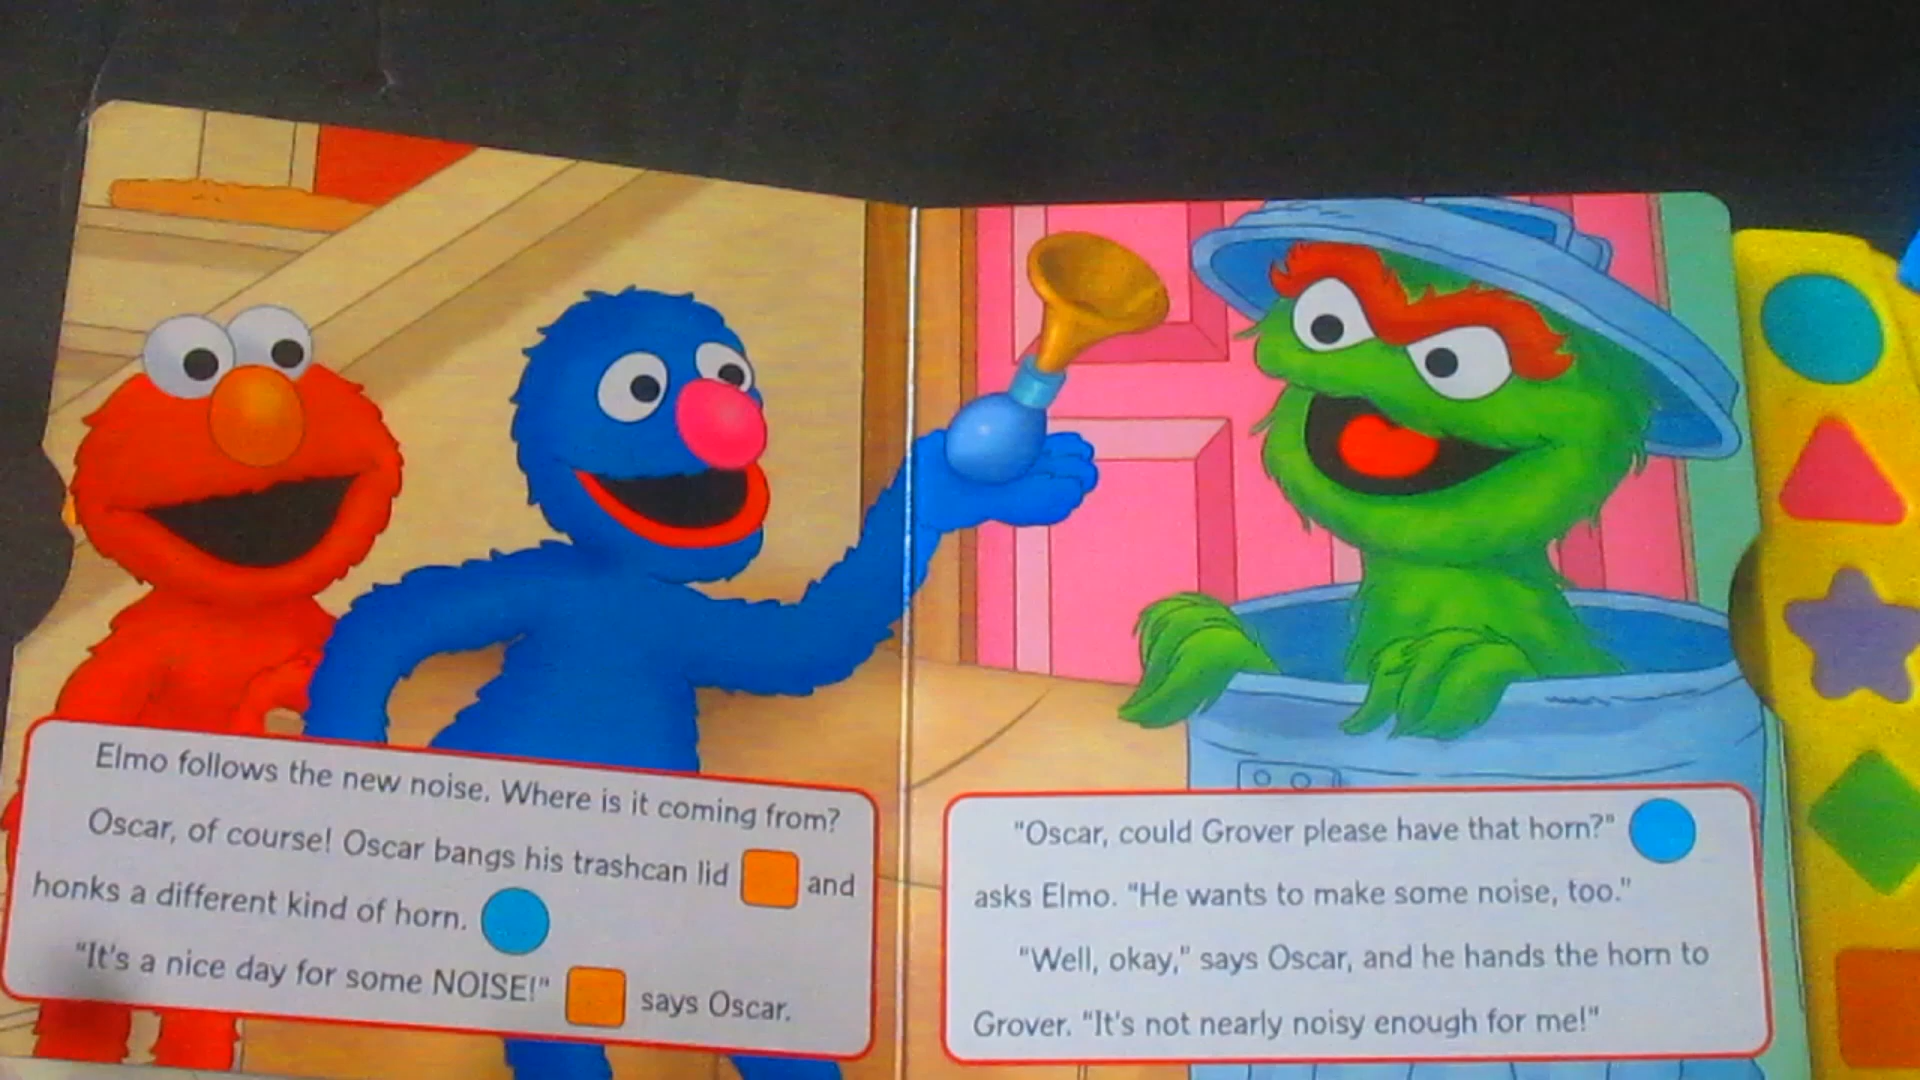 Elmo follows the new noise. Where is it coming from?
Oscar, of course! Oscar bangs his trashcan lid and
honks a different kind of horn.
"It's a nice day for some NOISE!" says Oscar.
"Oscar, could Grover please have that horn?"
asks Elmo. "He wants to make some noise, too."
"Well, okay," says Oscar, and he hands the horn to
Grover. "It's not nearly noisy enough for me!"